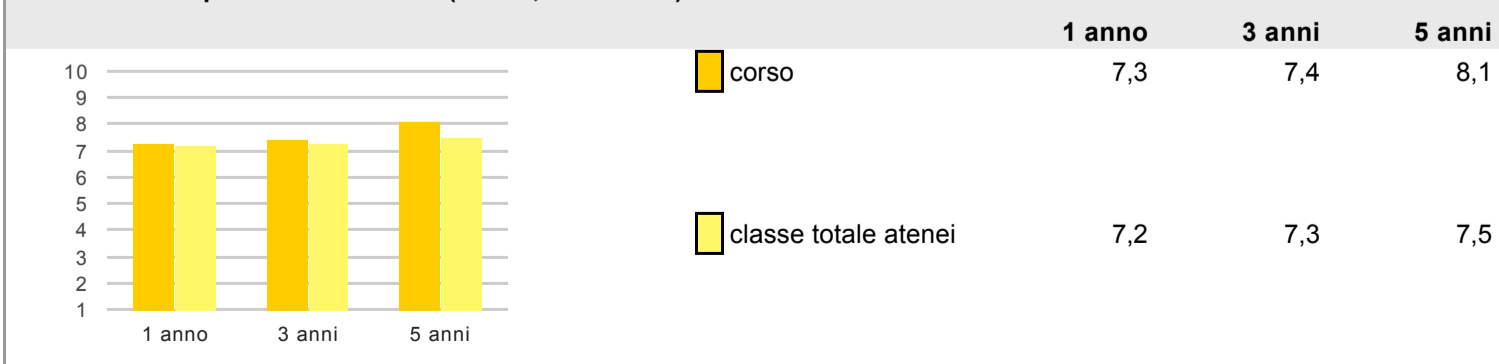 1 anno 3 anni 5 anni
corso 7,3 7,4 8,1
classe totale atenei 7,2 7,3 7,5
10
9
8
7
6
5
4
3
2
1
1 anno 3 anni 5 anni